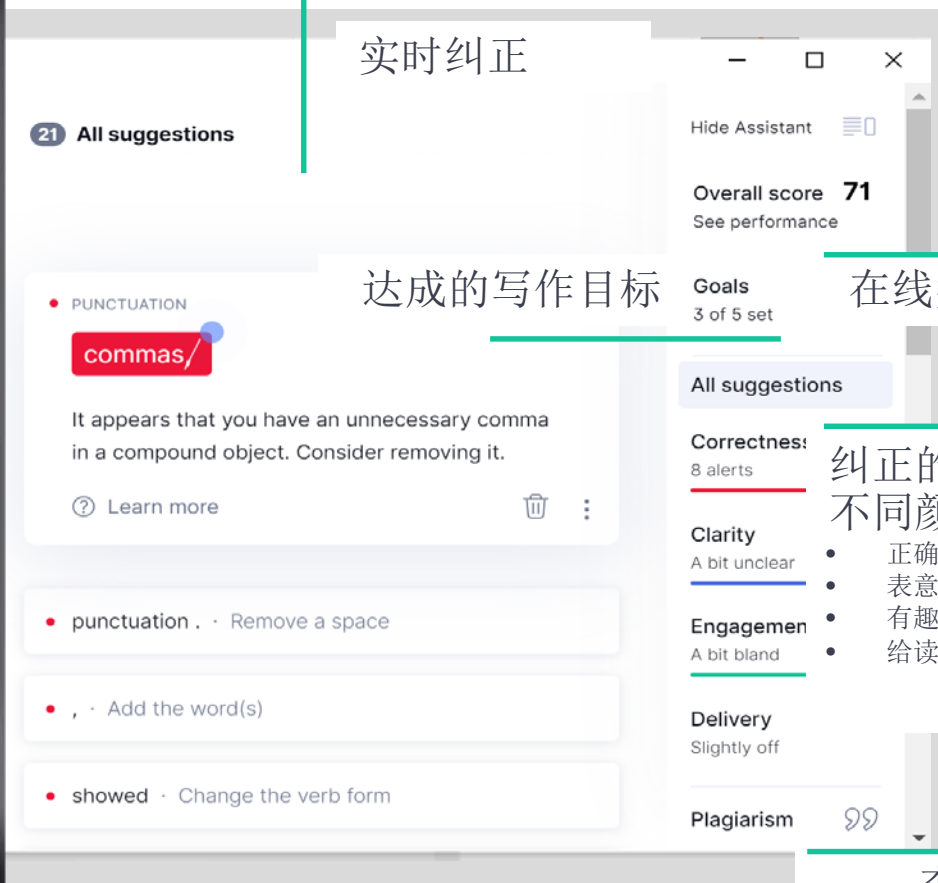 实时纠正
21 All suggestions
Hide Assistant
Overall score 71
See performance
达成的写作目标
Goals
3 of 5 set
在线
PUNCTUATION
commas
It appears that you have an unnecessary comma
in a compound object. Consider removing it.
Learn more
All suggestions
Correctness
8 alerts
纠正的
不同颜
Clarity
A bit unclear
正确
表意
有趣
给读
Engagemen
A bit bland
punctuation . · Remove a space
, · Add the word(s)
Delivery
Slightly off
showed · Change the verb form
Plagiarism